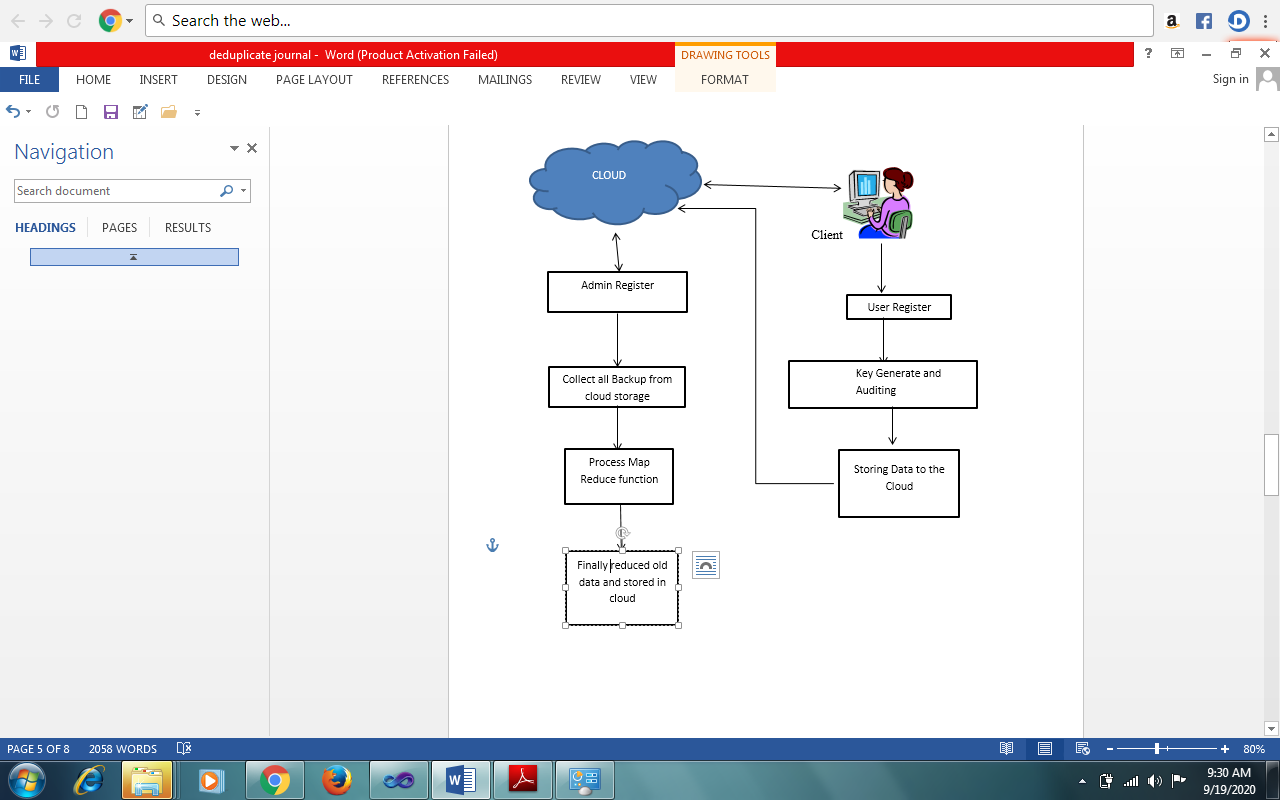 Search the web...
deduplicate journal - Word (Product Activation Failed)
DRAWING TOOLS
FILE HOME INSERT DESIGN PAGE LAYOUT REFERENCES MAILINGS REVIEW VIEW FORMAT
Sign in
Navigation
Search document
HEADINGS PAGES RESULTS
CLOUD
Client
Admin Register
User Register
Collect all Backup from
cloud storage
Key Generate and
Auditing
Process Map
Reduce function
Storing Data to the
Cloud
Finally reduced old
data and stored in
cloud
PAGE 5 OF 8 2058 WORDS
80%
9:30 AM
9/19/2020